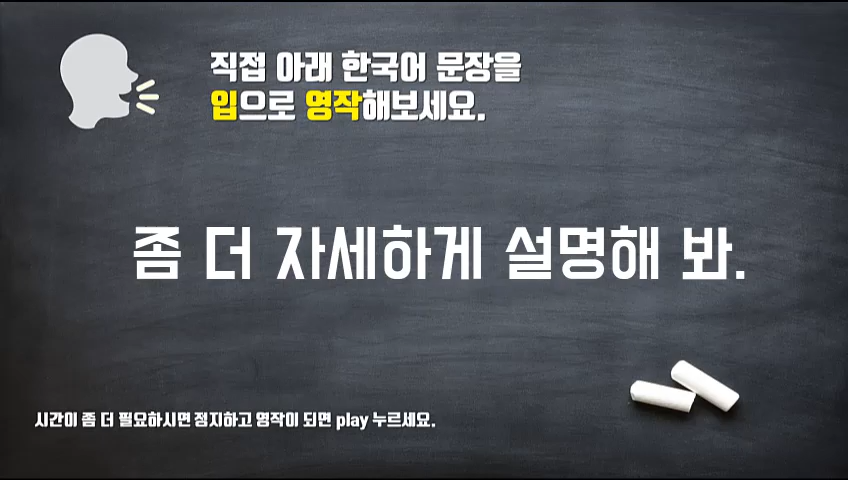 직접 아래 한국어 문장을
입으로 영작해보세요.
좀 더 자세하게 설명해 봐.
시간이 좀 더 필요하시면 정지하고 영작이 되면 play 누르세요.